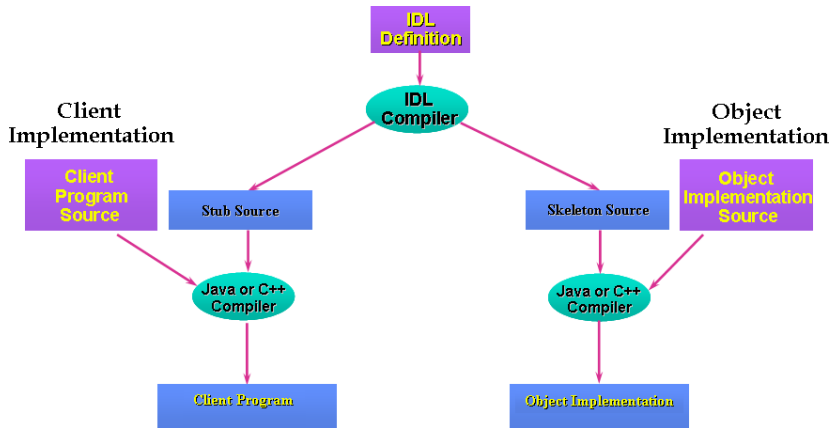 IDL
Definition
IDL
Compiler
Client
Implementation
Object
Implementation
Client
Program
Source
Stub Source
Skeleton Source
Object
Implementation
Source
Java or C++
Compiler
Java or C++
Compiler
Client Program
Object Implementation